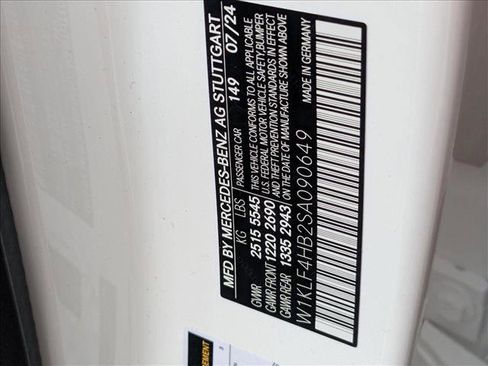 MFD BY MERCEDES-BENZ AG STUTTGART
149 07/24
KG LBS PASSENGER CAR
GVWR 2515 5545 THIS VEHICLE CONFORMS TO ALL APPLICABLE
GAWR FRONT 1220 2690 U.S. FEDERAL MOTOR VEHICLE SAFETY,BUMPER
AND THEFT PREVENTION STANDARDS IN EFFECT
GAWR REAR 1335 2943 ON THE DATE OF MANUFACTURE SHOWN ABOVE
W1KLF4HB2SA090649
MADE IN GERMANY